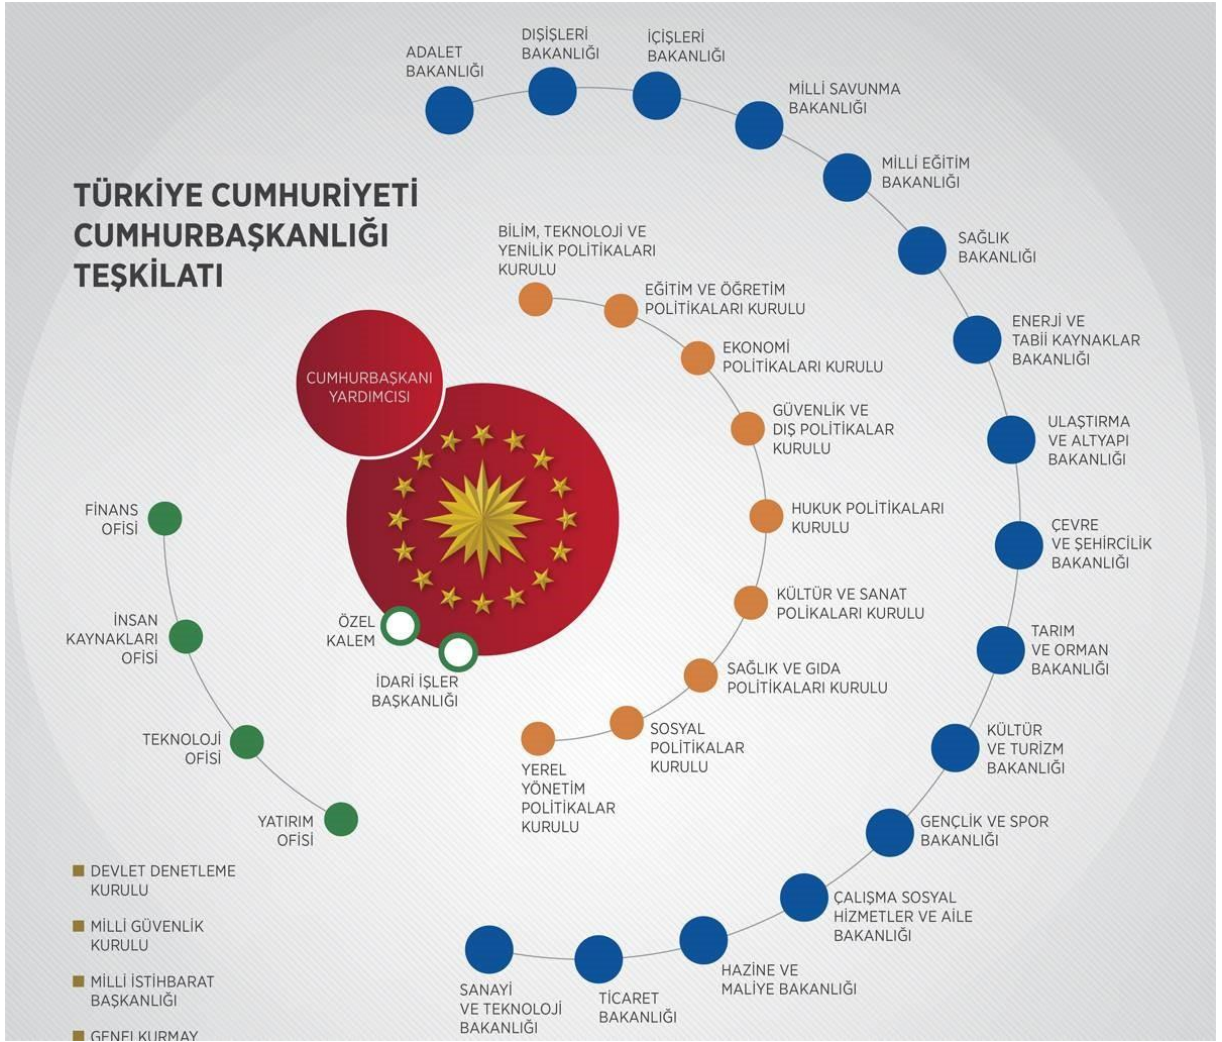 TÜRKİYE CUMHURİYETİ
CUMHURBAŞKANLIĞI
TEŞKİLATI
ADALET
BAKANLIĞI
DIŞİŞLERİ
BAKANLIĞI
İÇİŞLERİ
BAKANLIĞI
MİLLİ SAVUNMA
BAKANLIĞI
MİLLİ EĞİTİM
BAKANLIĞI
SAĞLIK
BAKANLIĞI
ENERJİ VE
TABİİ KAYNAKLAR
BAKANLIĞI
ULAŞTIRMA
VE ALTYAPI
BAKANLIĞI
ÇEVRE
VE ŞEHİRCİLİK
BAKANLIĞI
TARIM
VE ORMAN
BAKANLIĞI
KÜLTÜR
VE TURİZM
BAKANLIĞI
GENÇLİK VE SPOR
BAKANLIĞI
ÇALIŞMA SOSYAL
HİZMETLER VE AİLE
BAKANLIĞI
HAZİNE VE
MALİYE BAKANLIĞI
TİCARET
BAKANLIĞI
SANAYİ
VE TEKNOLOJİ
BAKANLIĞI
BİLİM, TEKNOLOJİ VE
YENİLİK POLİTİKALARI
KURULU
EĞİTİM VE ÖĞRETİM
POLİTİKALARI KURULU
EKONOMİ
POLİTİKALARI KURULU
GÜVENLİK VE
DIŞ POLİTİKALAR
KURULU
HUKUK POLİTİKALARI
KURULU
KÜLTÜR VE SANAT
POLİKALARI KURULU
SAĞLIK VE GIDA
POLİTİKALARI KURULU
SOSYAL
POLİTİKALAR
KURULU
YEREL
YÖNETİM
POLİTİKALAR
KURULU
CUMHURBAŞKANI
YARDIMCISI
ÖZEL
KALEM
İDARİ İŞLER
BAŞKANLIĞI
FİNANS
OFİSİ
İNSAN
KAYNAKLARI
OFİSİ
TEKNOLOJİ
OFİSİ
YATIRIM
OFİSİ
DEVLET DENETLEME
KURULU
MİLLİ GÜVENLİK
KURULU
MİLLİ İSTİHBARAT
BAŞKANLIĞI
GENELKURMAY